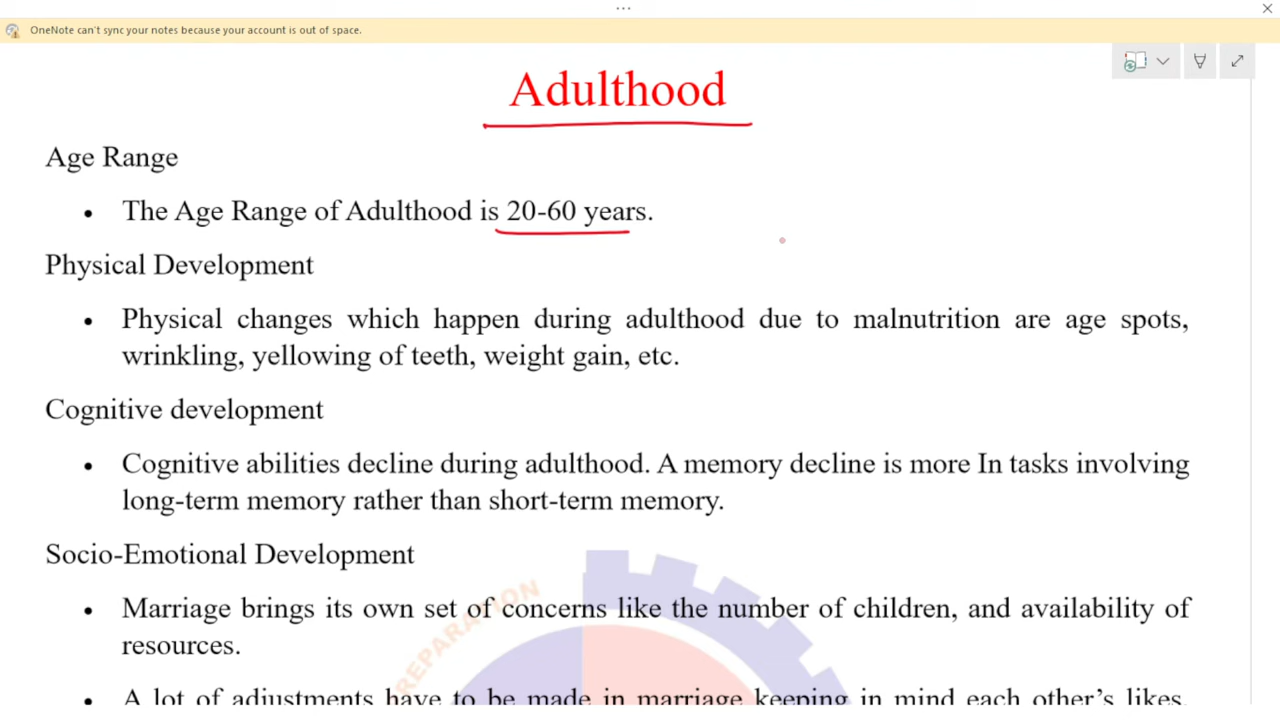 OneNote can't sync your notes because your account is out of space.
Adulthood
Age Range
• The Age Range of Adulthood is 20-60 years.
Physical Development
• Physical changes which happen during adulthood due to malnutrition are age spots,
wrinkling, yellowing of teeth, weight gain, etc.
Cognitive development
• Cognitive abilities decline during adulthood. A memory decline is more In tasks involving
long-term memory rather than short-term memory.
Socio-Emotional Development
• Marriage brings its own set of concerns like the number of children, and availability of
resources.
• A lot of adjustments have to be made in marriage keeping in mind each other's likes,
REPARATION